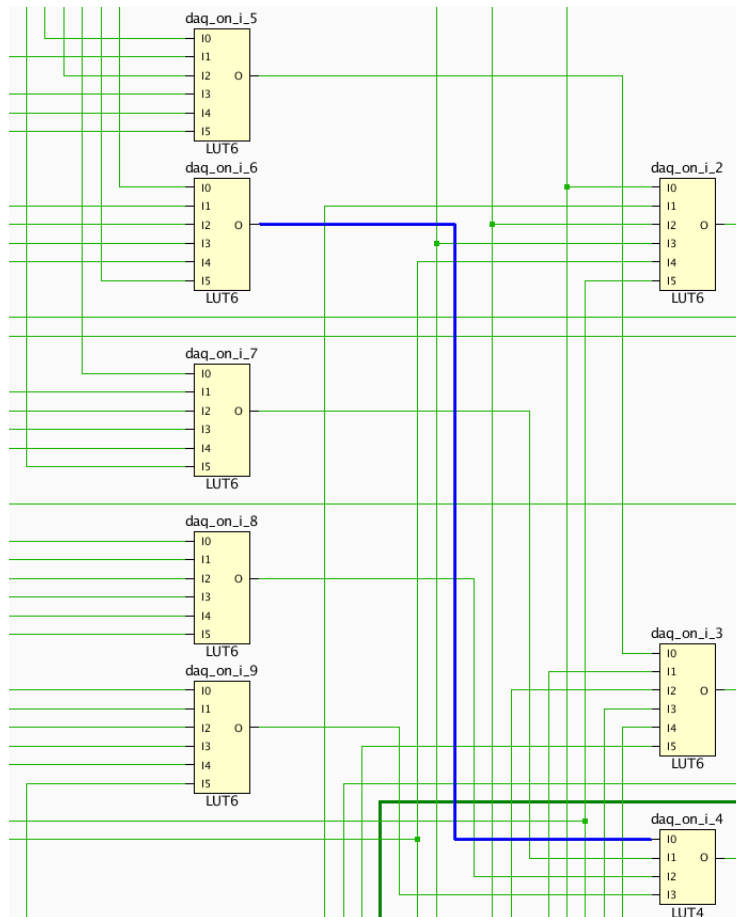 daq_on_i_5
I0
I1
I2 O
I3
I4
I5
LUT6
daq_on_i_6
I0
I1
I2 O
I3
I4
I5
LUT6
daq_on_i_2
I0
I1
I2 O
I3
I4
I5
LUT6
daq_on_i_7
I0
I1
I2 O
I3
I4
I5
LUT6
daq_on_i_8
I0
I1
I2 O
I3
I4
I5
LUT6
daq_on_i_3
I0
I1
I2 O
I3
I4
I5
LUT6
daq_on_i_9
I0
I1
I2 O
I3
I4
I5
LUT6
daq_on_i_4
I0
I1 O
I2
I3
LUT4